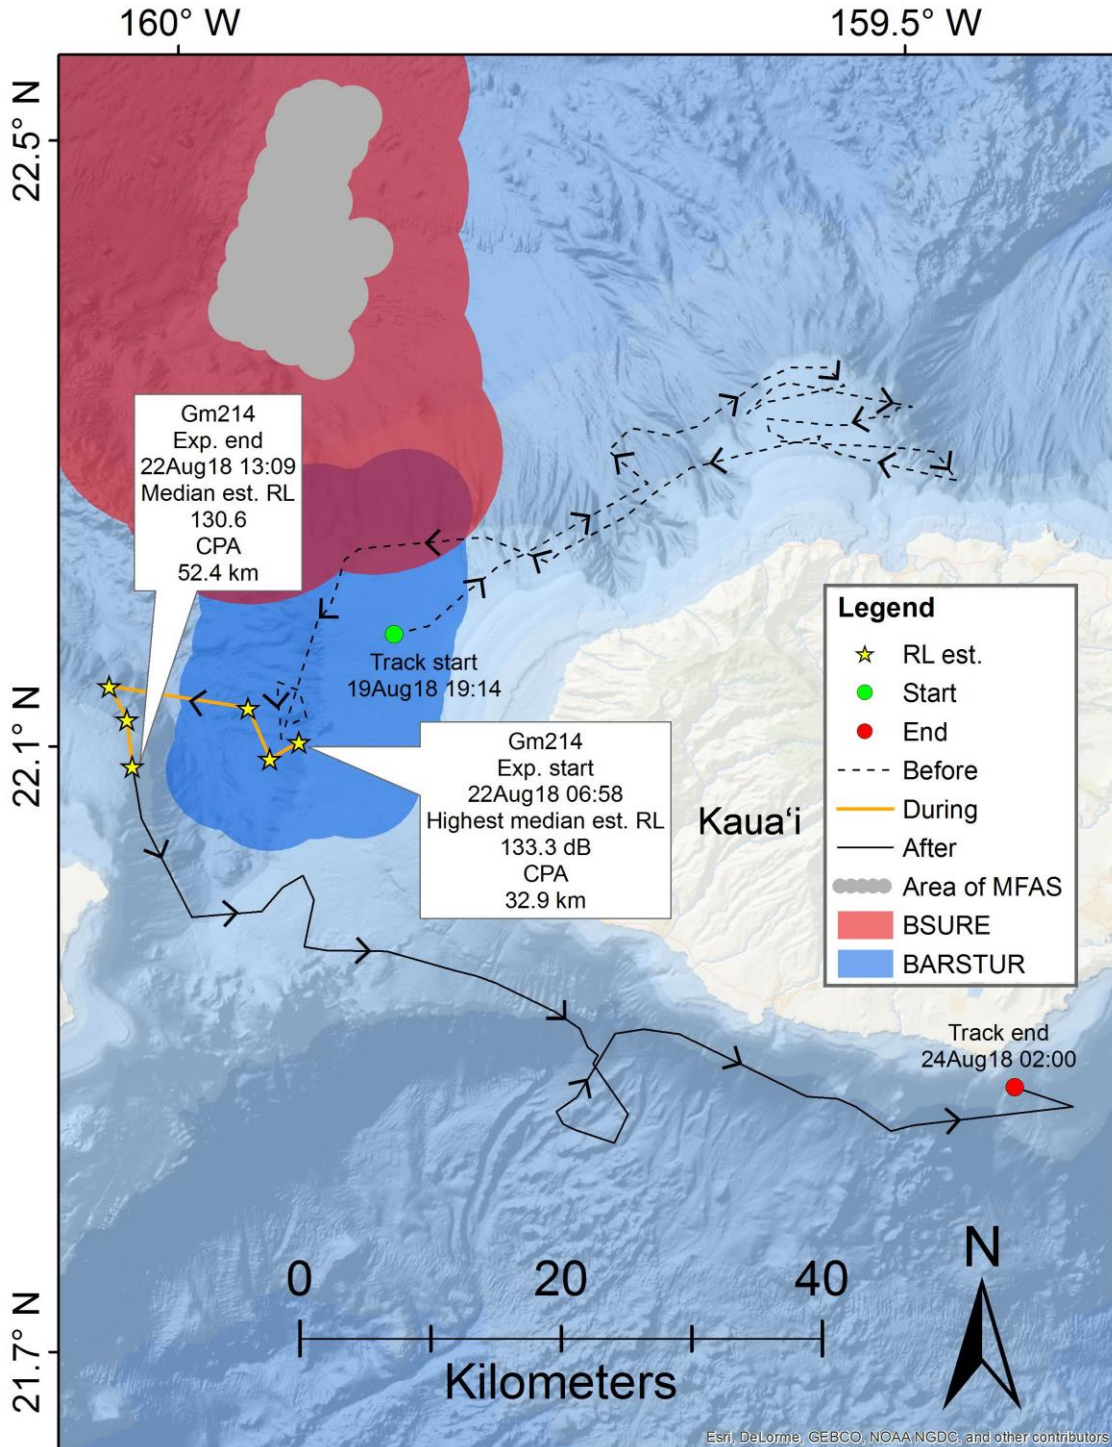 160° W
159.5° W
22.5° N
22.1° N
21.7° N
Gm214
Exp. end
22Aug18 13:09
Median est. RL
130.6
CPA
52.4 km
Track start
19Aug18 19:14
Gm214
Exp. start
22Aug18 06:58
Highest median est. RL
133.3 dB
CPA
32.9 km
Kauaʻi
Legend
RL est.
Start
End
Before
During
After
Area of MFAS
BSURE
BARSTUR
Track end
24Aug18 02:00
0 20 40
Kilometers
N
Esri, DeLorme, GEBCO, NOAA NGDC, and other contributors